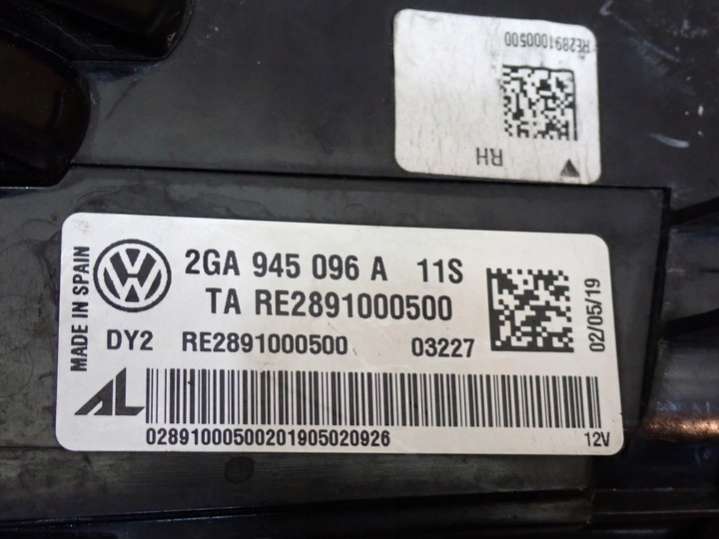 RE2891000500
RH
MADE IN SPAIN
2GA 945 096 A 11S
TA RE2891000500
DY2 RE2891000500 03227
02/05/19
AL
02891000500201905020926
12V